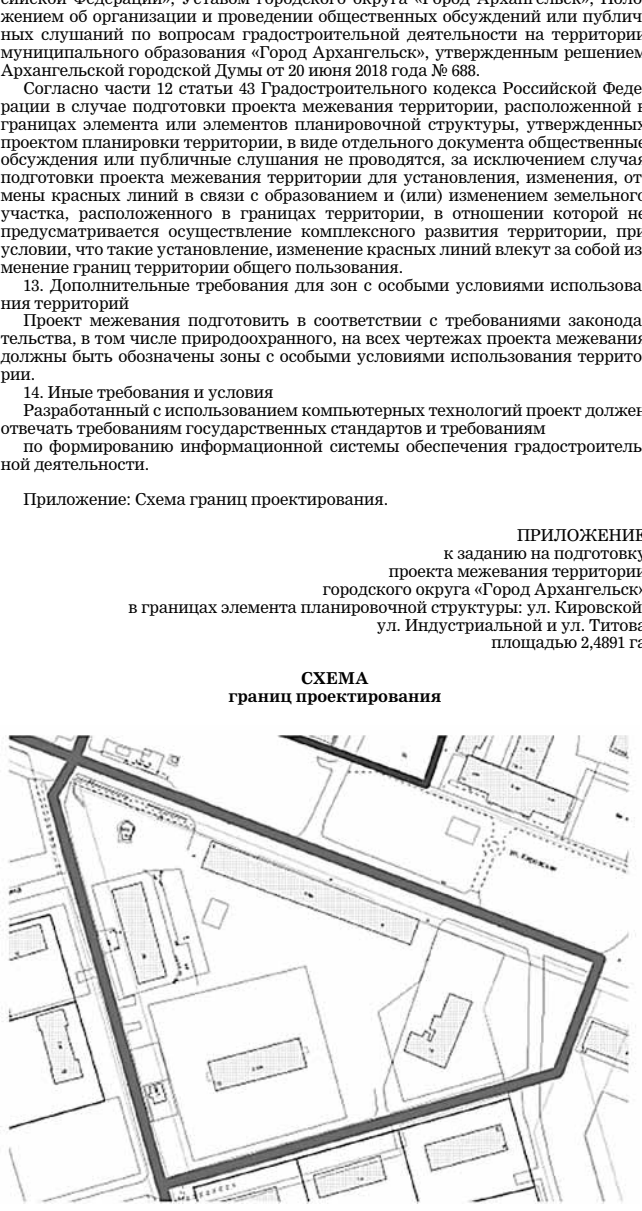 сийской Федерации», Уставом городского округа «Город Архангельск», Поло
жением об организации и проведении общественных обсуждений или публич
ных слушаний по вопросам градостроительной деятельности на территории
муниципального образования «Город Архангельск», утвержденным решением
Архангельской городской Думы от 20 июня 2018 года № 688.
Согласно части 12 статьи 43 Градостроительного кодекса Российской Феде
рации в случае подготовки проекта межевания территории, расположенной в
границах элемента или элементов планировочной структуры, утвержденных
проектом планировки территории, в виде отдельного документа общественные
обсуждения или публичные слушания не проводятся, за исключением случая
подготовки проекта межевания территории для установления, изменения, от
мены красных линий в связи с образованием и (или) изменением земельного
участка, расположенного в границах территории, в отношении которой не
предусматривается осуществление комплексного развития территории, при
условии, что такие установление, изменение красных линий влекут за собой из
менение границ территории общего пользования.
13. Дополнительные требования для зон с особыми условиями использова
ния территорий
Проект межевания подготовить в соответствии с требованиями законода
тельства, в том числе природоохранного, на всех чертежах проекта межевания
должны быть обозначены зоны с особыми условиями использования террито
рии.
14. Иные требования и условия
Разработанный с использованием компьютерных технологий проект должен
отвечать требованиям государственных стандартов и требованиям
по формированию информационной системы обеспечения градостроитель
ной деятельности.
Приложение: Схема границ проектирования.
ПРИЛОЖЕНИЕ
к заданию на подготовку
проекта межевания территории
городского округа «Город Архангельск»
в границах элемента планировочной структуры: ул. Кировской
ул. Индустриальной и ул. Титова
площадью 2,4891 га
СХЕМА
границ проектирования
ул. Кировская